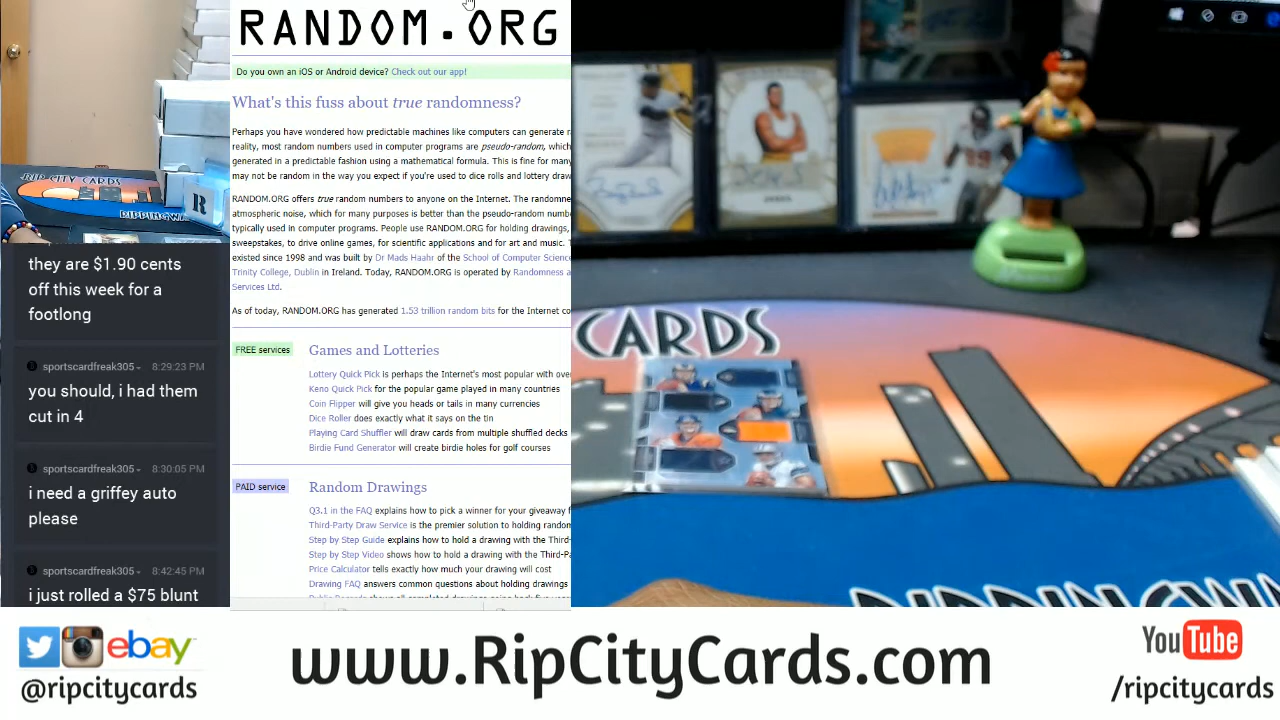 RANDOM.ORG
Do you own an iOS or Android device? Check out our app!
What's this fuss about true randomness?
Perhaps you have wondered how predictable machines like computers can generate
reality, most random numbers used in computer programs are pseudo-random, which
generated in a predictable fashion using a mathematical formula. This is fine for many
may not be random in the way you expect if you're used to dice rolls and lottery
RANDOM.ORG offers true random numbers to anyone on the Internet. The
atmospheric noise, which for many purposes is better than the pseudo-random
typically used in computer programs. People use RANDOM.ORG for holding drawings,
sweepstakes, to drive online games, for scientific applications and for art and music.
existed since 1998 and was built by Dr Mads Haahr of the School of Computer
Trinity College, Dublin in Ireland. Today, RANDOM.ORG is operated by Randomness
Services Ltd.
As of today, RANDOM.ORG has generated 1.53 trillion random bits for the Internet
FREE services
Games and Lotteries
Lottery Quick Pick is perhaps the Internet's most popular with
Keno Quick Pick for the popular game played in many countries
Coin Flipper will give you heads or tails in many currencies
Dice Roller does exactly what it says on the tin
Playing Card Shuffler will draw cards from multiple shuffled decks
Birdie Fund Generator will create birdie holes for golf courses
PAID service
Random Drawings
Q3.1 in the FAQ explains how to pick a winner for your giveaway
Third-Party Draw Service is the premier solution to holding
Step by Step Guide explains how to hold a drawing with the
Step by Step Video shows how to hold a drawing with the
Price Calculator tells exactly how much your drawing will cost
Drawing FAQ answers common questions about holding drawings
RIP CITY CARDS
R
they are $1.90 cents
off this week for a
footlong
sportscardfreak305 8:29:23 PM
you should, i had them
cut in 4
sportscardfreak305 8:30:05 PM
i need a griffey auto
please
sportscardfreak305 8:42:45 PM
i just rolled a $75 blunt
CARDS
99
ebay
@ripcitycards
www.RipCityCards.com
YouTube
/ripcitycards